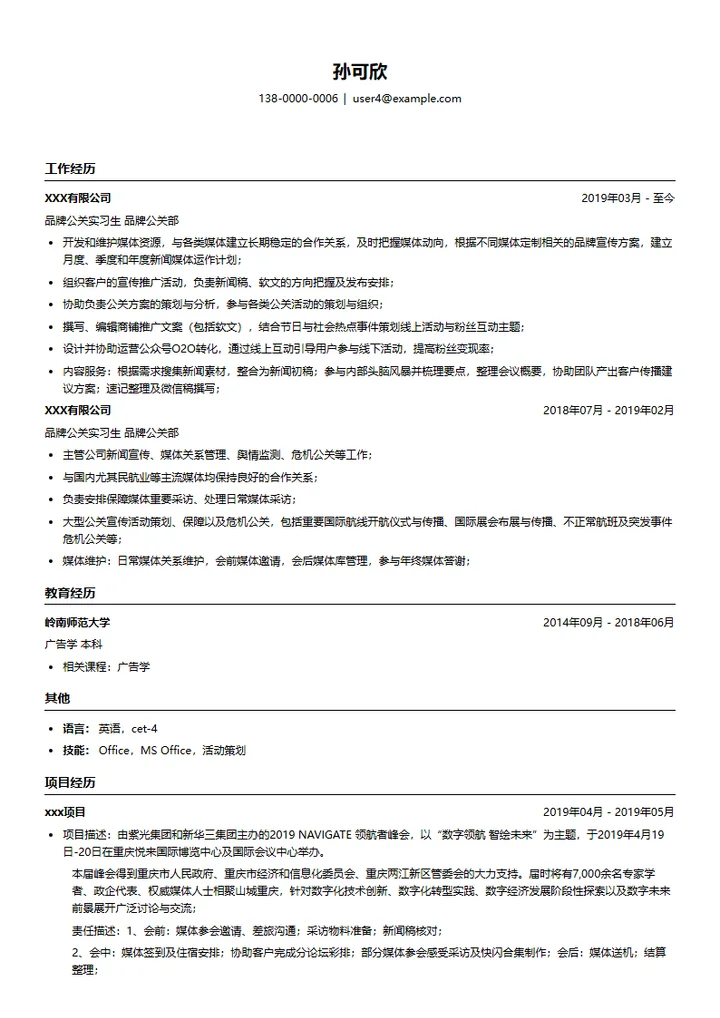 孙可欣
138-0000-0006 | user4@example.com
工作经历
XXX有限公司 2019年03月 - 至今
品牌公关实习生 品牌公关部
• 开发和维护媒体资源，与各类媒体建立长期稳定的合作关系，及时把握媒体动向，根据不同媒体定制相关的品牌宣传方案，建立
月度、季度和年度新闻媒体运作计划；
• 组织客户的宣传推广活动，负责新闻稿、软文的方向把握及发布安排；
• 协助负责公关方案的策划与分析，参与各类公关活动的策划与组织；
• 撰写、编辑商铺推广文案（包括软文），结合节日与社会热点事件策划线上活动与粉丝互动主题；
• 设计并协助运营公众号O2O转化，通过线上互动引导用户参与线下活动，提高粉丝变现率；
• 内容服务：根据需求搜集新闻素材，整合为新闻初稿；参与内部头脑风暴并梳理要点，整理会议概要，协助团队产出客户传播建
议方案；速记整理及微信稿撰写；
XXX有限公司 2018年07月 - 2019年02月
品牌公关实习生 品牌公关部
• 主管公司新闻宣传、媒体关系管理、舆情监测、危机公关等工作；
• 与国内尤其民航业等主流媒体均保持良好的合作关系；
• 负责安排保障媒体重要采访、处理日常媒体采访；
• 大型公关宣传活动策划、保障以及危机公关，包括重要国际航线开航仪式与传播、国际展会布展与传播、不正常航班及突发事件
危机公关等；
• 媒体维护：日常媒体关系维护，会前媒体邀请，会后媒体库管理，参与年终媒体答谢；
教育经历
岭南师范大学 2014年09月 - 2018年06月
广告学 本科
• 相关课程：广告学
其他
• 语言： 英语，cet-4
• 技能： Office，MS Office，活动策划
项目经历
xxx项目 2019年04月 - 2019年05月
• 项目描述：由紫光集团和新华三集团主办的2019 NAVIGATE 领航者峰会，以“数字领航 智绘未来”为主题，于2019年4月19
日-20日在重庆悦来国际博览中心及国际会议中心举办。
本届峰会得到重庆市人民政府、重庆市经济和信息化委员会、重庆两江新区管委会的大力支持。届时将有7,000余名专家学
者、政企代表、权威媒体人士相聚山城重庆，针对数字化技术创新、数字化转型实践、数字经济发展阶段性探索以及数字未来
前景展开广泛讨论与交流；
责任描述：1、会前：媒体参会邀请、差旅沟通；采访物料准备；新闻稿核对；
2、会中：媒体签到及住宿安排；协助客户完成分论坛彩排；部分媒体参会感受采访及快闪合集制作；会后：媒体送机；结算
整理；